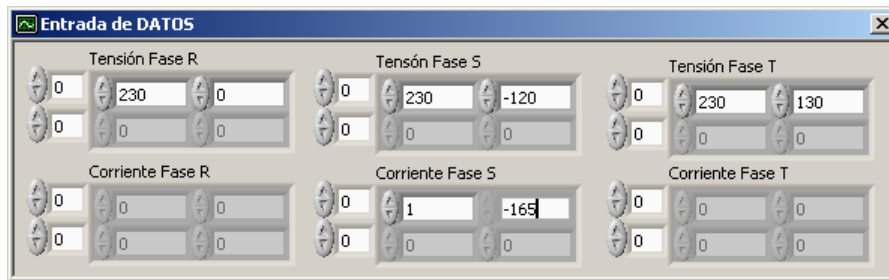 Entrada de DATOS
Tensión Fase R
Tensón Fase S
Tensión Fase T
0 230 0 0 230 -120 0 230 130
0 0 0 0 0 0 0 0 0
Corriente Fase R
Corriente Fase S
Corriente Fase T
0 0 0 0 1 -165 0 0 0
0 0 0 0 0 0 0 0 0